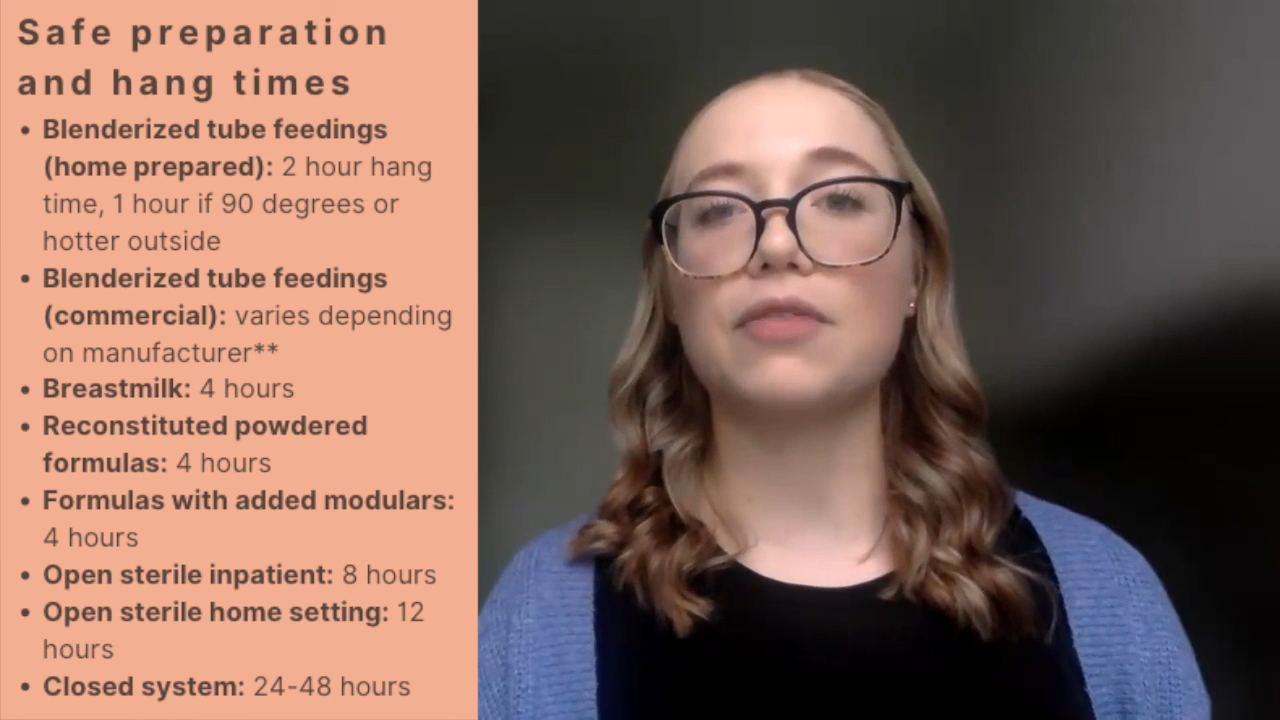 Safe preparation
and hang times
• Blenderized tube feedings
(home prepared): 2 hour hang
time, 1 hour if 90 degrees or
hotter outside
• Blenderized tube feedings
(commercial): varies depending
on manufacturer**
• Breastmilk: 4 hours
• Reconstituted powdered
formulas: 4 hours
• Formulas with added modulars:
4 hours
• Open sterile inpatient: 8 hours
• Open sterile home setting: 12
hours
• Closed system: 24-48 hours